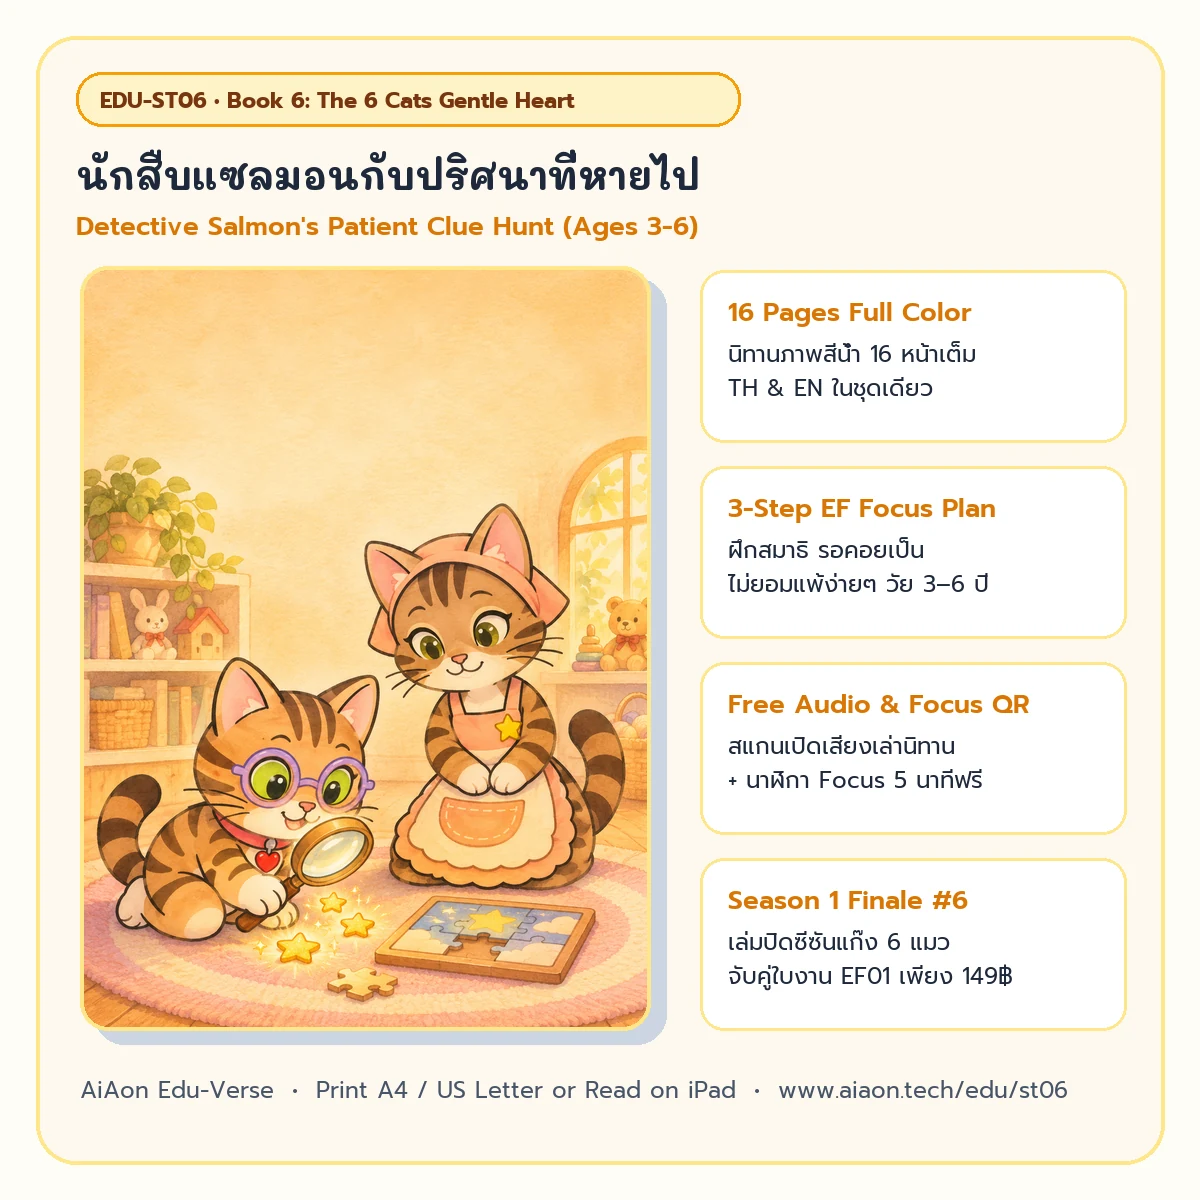 EDU-ST06 · Book 6: The 6 Cats Gentle Heart
นักสืบแซลมอนกับปริศนาที่หายไป
Detective Salmon's Patient Clue Hunt (Ages 3-6)
16 Pages Full Color
นิทานภาพสีน้ำ 16 หน้าเต็ม
TH & EN ในชุดเดียว
3-Step EF Focus Plan
ฝึกสมาธิ รอคอยเป็น
ไม่ยอมแพ้ง่ายๆ วัย 3–6 ปี
Free Audio & Focus QR
สแกนเปิดเสียงเล่านิทาน
+ นาฬิกา Focus 5 นาทีฟรี
Season 1 Finale #6
เล่มปิดซีซันแก๊ง 6 แมว
จับคู่ใบงาน EF01 เพียง 149฿
AiAon Edu-Verse · Print A4 / US Letter or Read on iPad · www.aiaon.tech/edu/st06